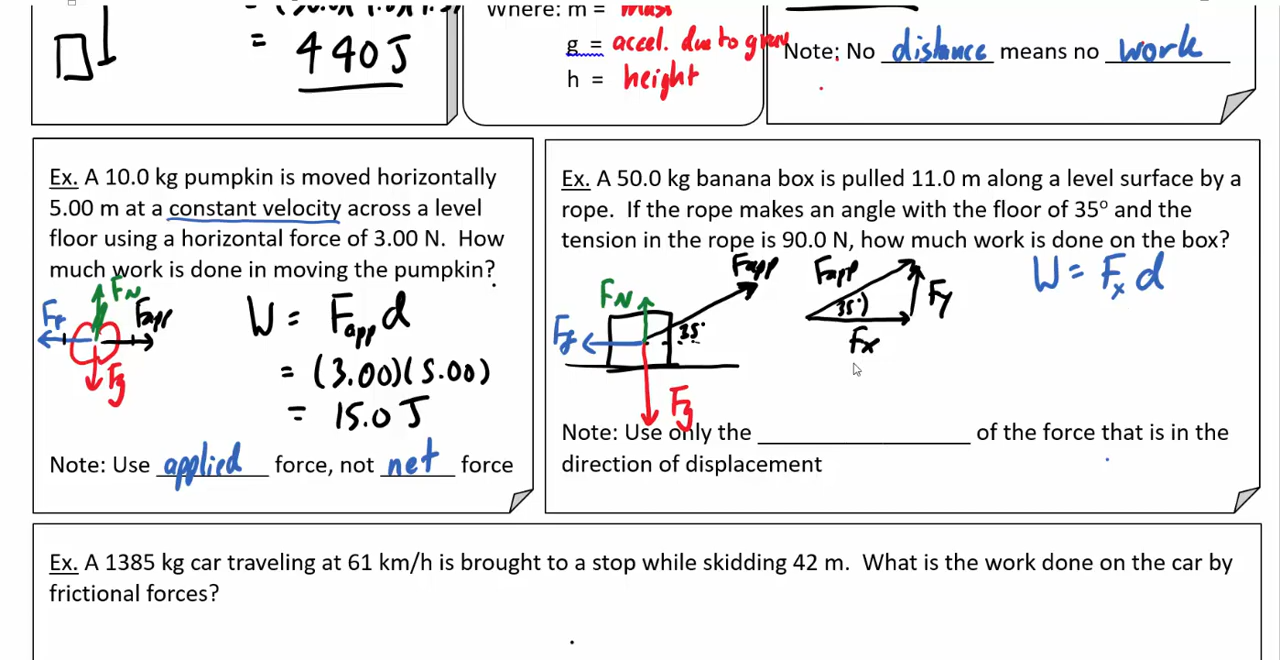 = 440 J
Where: m = mass
g = accel. due to grav
h = height
Note: No distance means no work
Ex. A 10.0 kg pumpkin is moved horizontally
5.00 m at a constant velocity across a level
floor using a horizontal force of 3.00 N. How
much work is done in moving the pumpkin?
FN
Ff
Fapp
Fg
W = Fapp d
= (3.00)(5.00)
= 15.0 J
Note: Use applied force, not net force
Ex. A 50.0 kg banana box is pulled 11.0 m along a level surface by a
rope. If the rope makes an angle with the floor of 35° and the
tension in the rope is 90.0 N, how much work is done on the box?
FN
Fapp
Ff
35°
Fg
Fapp
35°
Fy
Fx
W = Fx d
Note: Use only the _______________ of the force that is in the
direction of displacement
Ex. A 1385 kg car traveling at 61 km/h is brought to a stop while skidding 42 m. What is the work done on the car by
frictional forces?